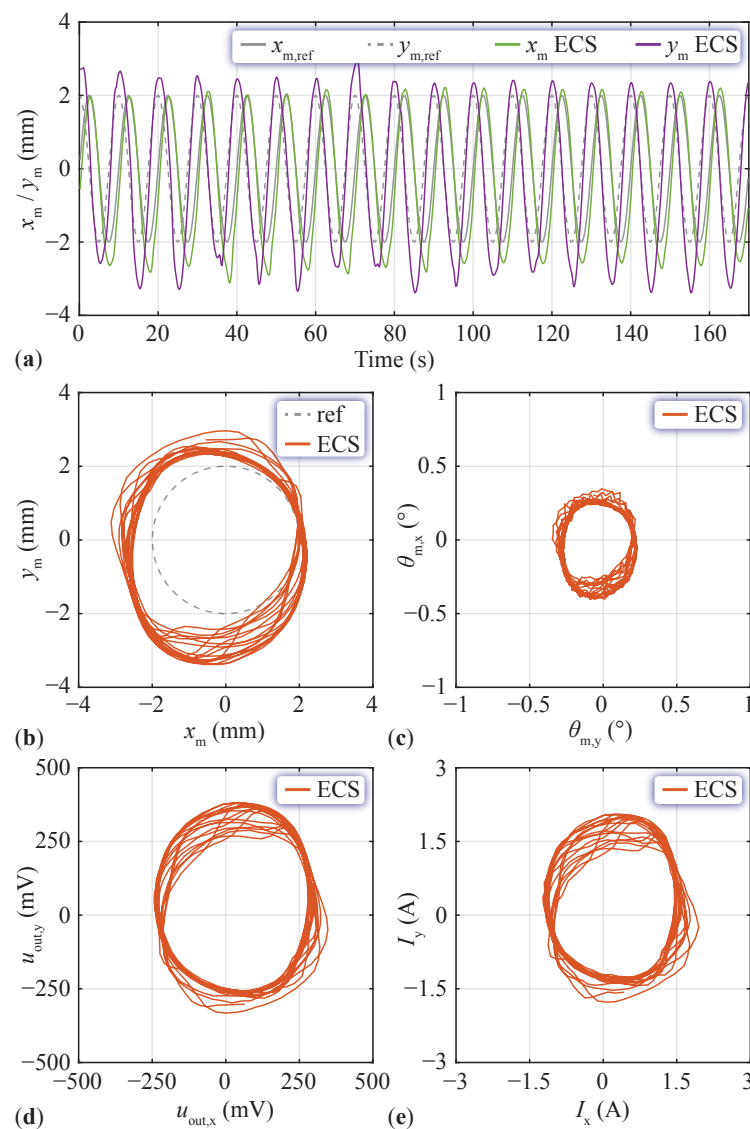 4
2
0
−2
−4
x_m / y_m (mm)
x_m,ref y_m,ref x_m ECS y_m ECS
0 20 40 60 80 100 120 140 160
(a) Time (s)
4
2
0
−2
−4
y_m (mm)
ref
ECS
−4 −2 0 2 4
(b) x_m (mm)
1
0.5
0
−0.5
−1
θ_m,x (°)
ECS
−1 −0.5 0 0.5 1
(c) θ_m,y (°)
500
250
0
−250
−500
u_out,y (mV)
ECS
−500 −250 0 250 500
(d) u_out,x (mV)
3
1.5
0
−1.5
−3
I_y (A)
ECS
−3 −1.5 0 1.5 3
(e) I_x (A)